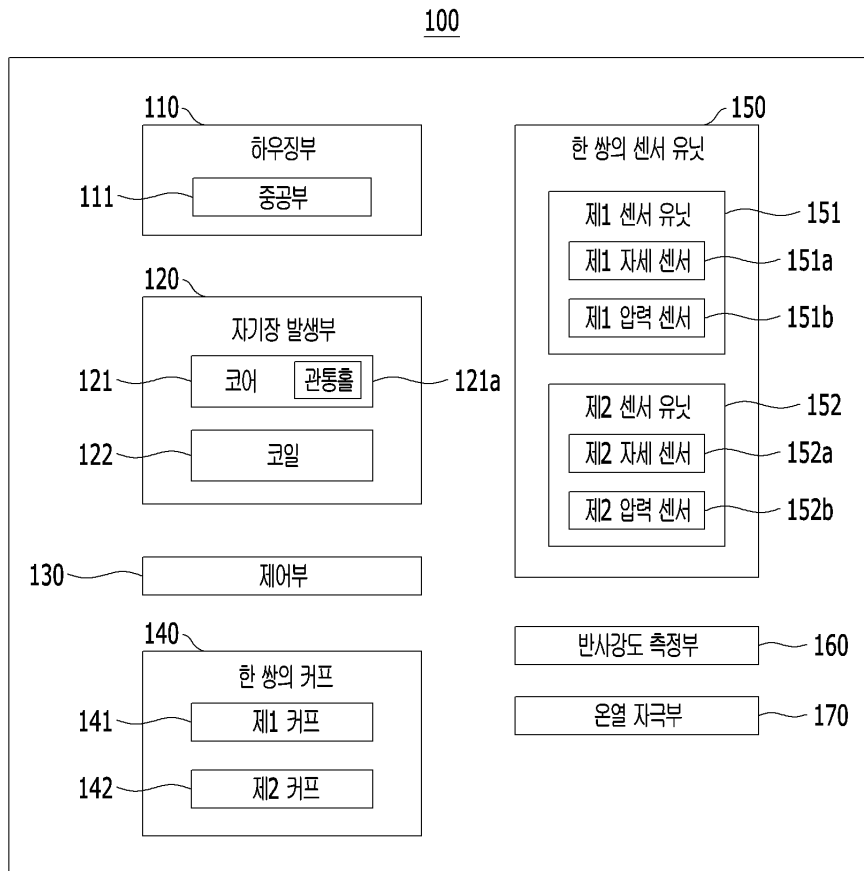 100
110
하우징부
111
중공부
120
자기장 발생부
121
코어
관통홀
121a
122
코일
130
제어부
140
한 쌍의 커프
141
제1 커프
142
제2 커프
150
한 쌍의 센서 유닛
제1 센서 유닛
151
제1 자세 센서
151a
제1 압력 센서
151b
제2 센서 유닛
152
제2 자세 센서
152a
제2 압력 센서
152b
반사강도 측정부
160
온열 자극부
170